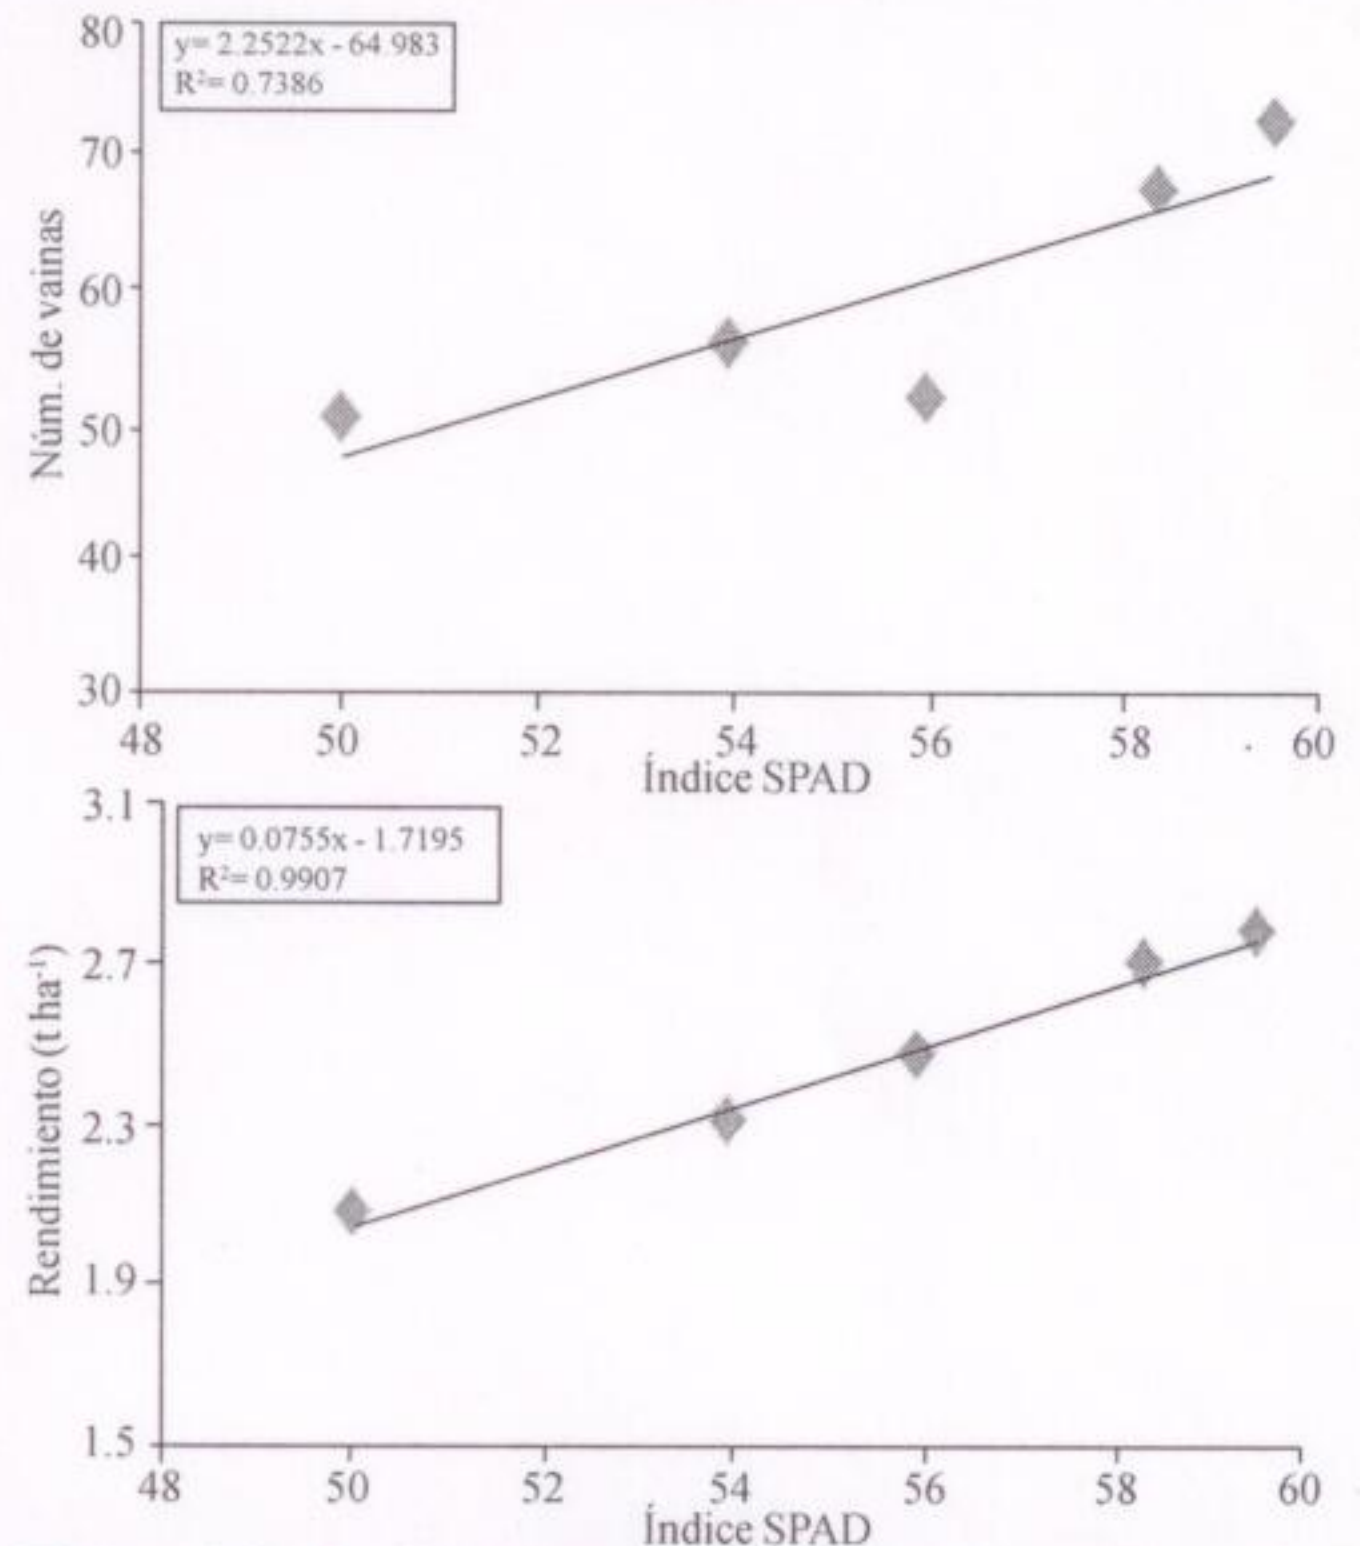 80
y= 2.2522x - 64.983
R²= 0.7386
70
60
50
40
30
Núm. de vainas
48 50 52 54 56 58 60
Índice SPAD
3.1
y= 0.0755x - 1.7195
R²= 0.9907
2.7
2.3
1.9
1.5
Rendimiento (t ha⁻¹)
48 50 52 54 56 58 60
Índice SPAD